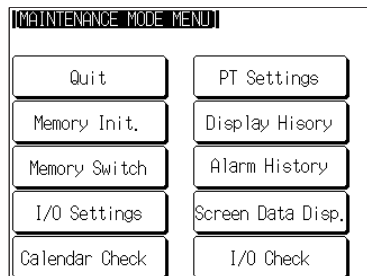 [MAINTENANCE MODE MENU]
Quit
PT Settings
Memory Init.
Display Hisory
Memory Switch
Alarm History
I/O Settings
Screen Data Disp.
Calendar Check
I/O Check